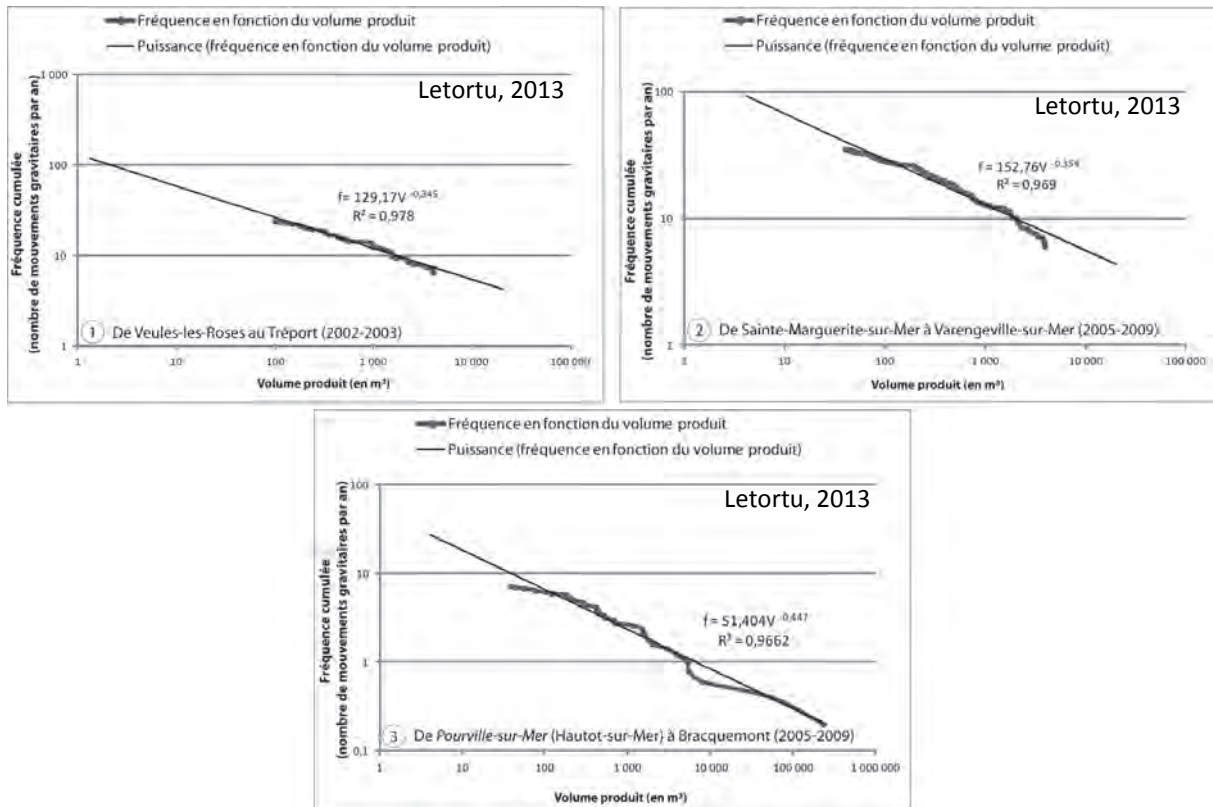 Fréquence en fonction du volume produit
Puissance (fréquence en fonction du volume produit)
Letortu, 2013
Fréquence cumulée
(nombre de mouvements gravitaires par an)
1 000
100
10
1
f= 129,17V -0,345
R² = 0,978
1 De Veules-les-Roses au Tréport (2002-2003)
1 10 100 1 000 10 000 100 000
Volume produit (en m³)
Fréquence en fonction du volume produit
Puissance (fréquence en fonction du volume produit)
Letortu, 2013
Fréquence cumulée
(nombre de mouvements gravitaires par an)
100
10
1
f = 152,76V -0,354
R² = 0,969
2 De Sainte-Marguerite-sur-Mer à Varengeville-sur-Mer (2005-2009)
1 10 100 1 000 10 000 100 000
Volume produit (en m³)
Fréquence en fonction du volume produit
Puissance (fréquence en fonction du volume produit)
Letortu, 2013
Fréquence cumulée
(nombre de mouvements gravitaires par an)
100
10
1
0,1
f = 51,404V -0,447
R² = 0,9662
3 De Pourville-sur-Mer (Hautot-sur-Mer) à Bracquemont (2005-2009)
1 10 100 1 000 10 000 100 000 1 000 000
Volume produit (en m³)